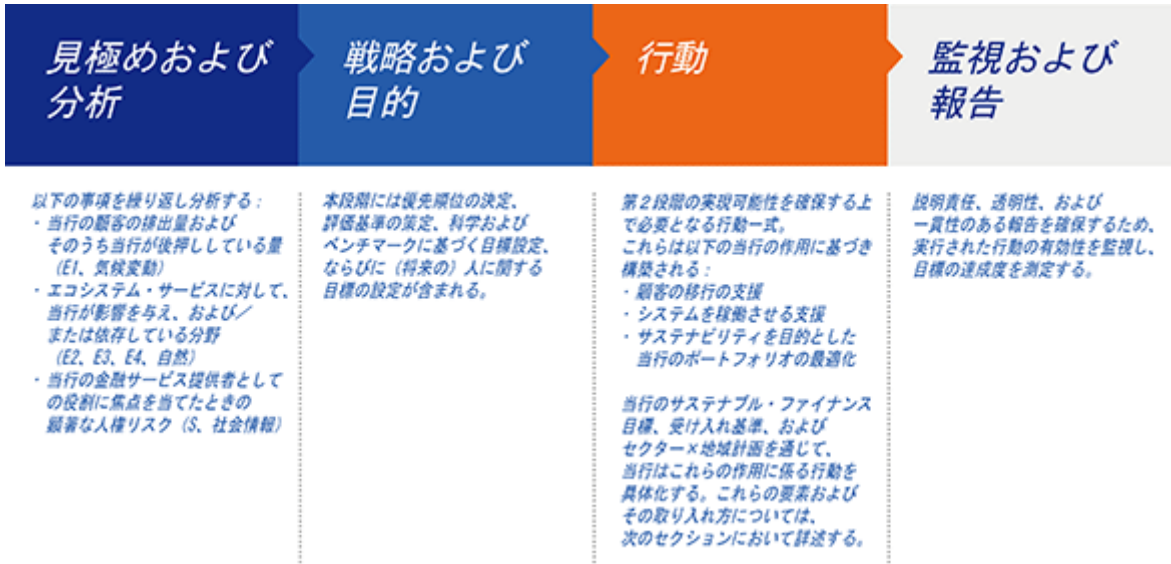 見極めおよび
分析
戦略および
目的
行動
監視および
報告
以下の事項を繰り返し分析する：
・当行の顧客の排出量および
そのうち当行が後押ししている量
（E1、気候変動）
・エコシステム・サービスに対して、
当行が影響を与え、および／
または依存している分野
（E2、E3、E4、自然）
・当行の金融サービス提供者として
の役割に焦点を当てたときの
顕著な人権リスク（S、社会情報）
本段階には優先順位の決定、
評価基準の策定、科学および
ベンチマークに基づく目標設定、
ならびに（将来の）人に関する
目標の設定が含まれる。
第２段階の実現可能性を確保する上
で必要となる行動一式。
これらは以下の当行の作用に基づき
構築される：
・顧客の移行の支援
・システムを稼働させる支援
・サステナビリティを目的とした
当行のポートフォリオの最適化
当行のサステナブル・ファイナンス
目標、受け入れ基準、および
セクター×地域計画を通じて、
当行はこれらの作用に係る行動を
具体化する。これらの要素および
その取り入れ方については、
次のセクションにおいて詳述する。
説明責任、透明性、および
一貫性のある報告を確保するため、
実行された行動の有効性を監視し、
目標の達成度を測定する。